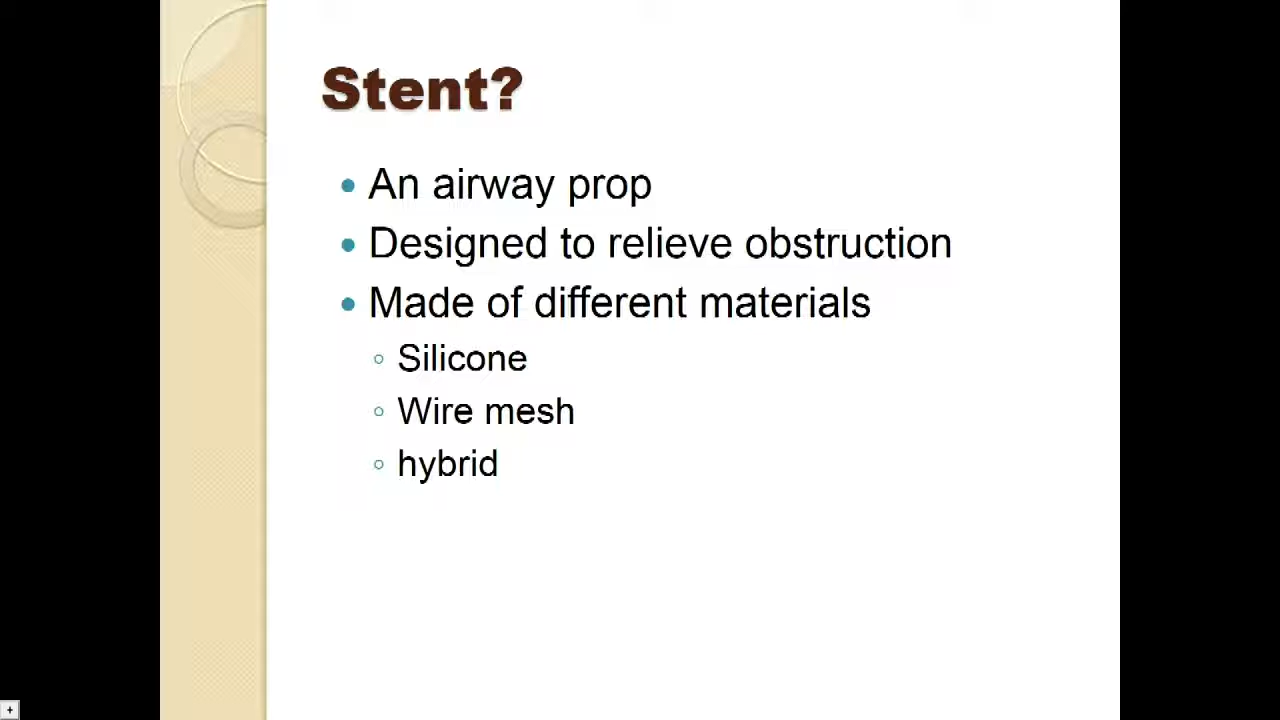 Stent?
An airway prop
Designed to relieve obstruction
Made of different materials
Silicone
Wire mesh
hybrid
+